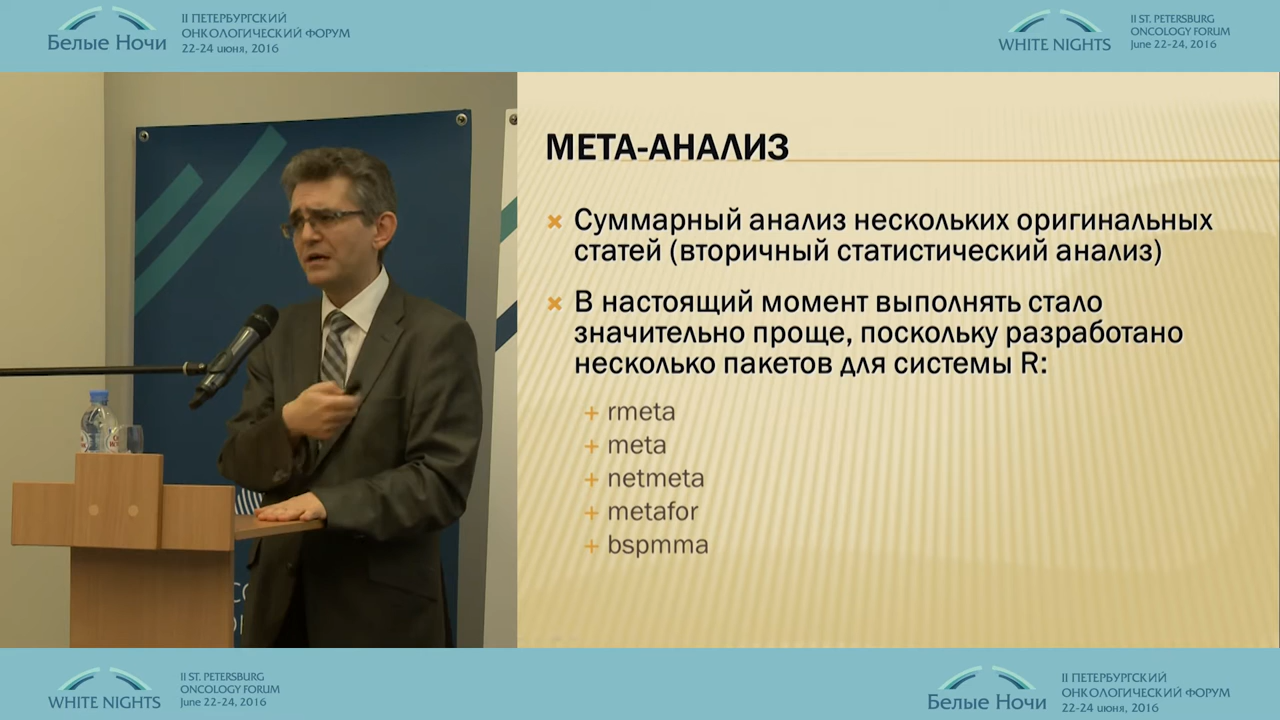 Белые Ночи
II ПЕТЕРБУРГСКИЙ
ОНКОЛОГИЧЕСКИЙ ФОРУМ
22-24 июня, 2016
WHITE NIGHTS
II ST. PETERSBURG
ONCOLOGY FORUM
June 22-24, 2016
МЕТА-АНАЛИЗ
Суммарный анализ нескольких оригинальных
статей (вторичный статистический анализ)
В настоящий момент выполнять стало
значительно проще, поскольку разработано
несколько пакетов для системы R:
+ rmeta
+ meta
+ netmeta
+ metafor
+ bspmma
WHITE NIGHTS
II ST. PETERSBURG
ONCOLOGY FORUM
June 22-24, 2016
Белые Ночи
II ПЕТЕРБУРГСКИЙ
ОНКОЛОГИЧЕСКИЙ ФОРУМ
22-24 июня, 2016